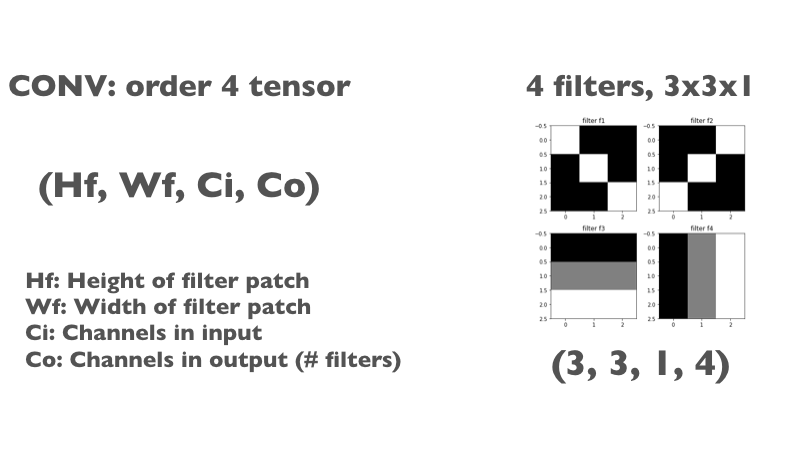 CONV: order 4 tensor
(Hf, Wf, Ci, Co)
Hf: Height of filter patch
Wf: Width of filter patch
Ci: Channels in input
Co: Channels in output (# filters)
4 filters, 3x3x1
filter f1
−0.5
0.0
0.5
1.0
1.5
2.0
2.5
0 1 2
filter f2
−0.5
0.0
0.5
1.0
1.5
2.0
2.5
0 1 2
filter f3
−0.5
0.0
0.5
1.0
1.5
2.0
2.5
0 1 2
filter f4
−0.5
0.0
0.5
1.0
1.5
2.0
2.5
0 1 2
(3, 3, 1, 4)